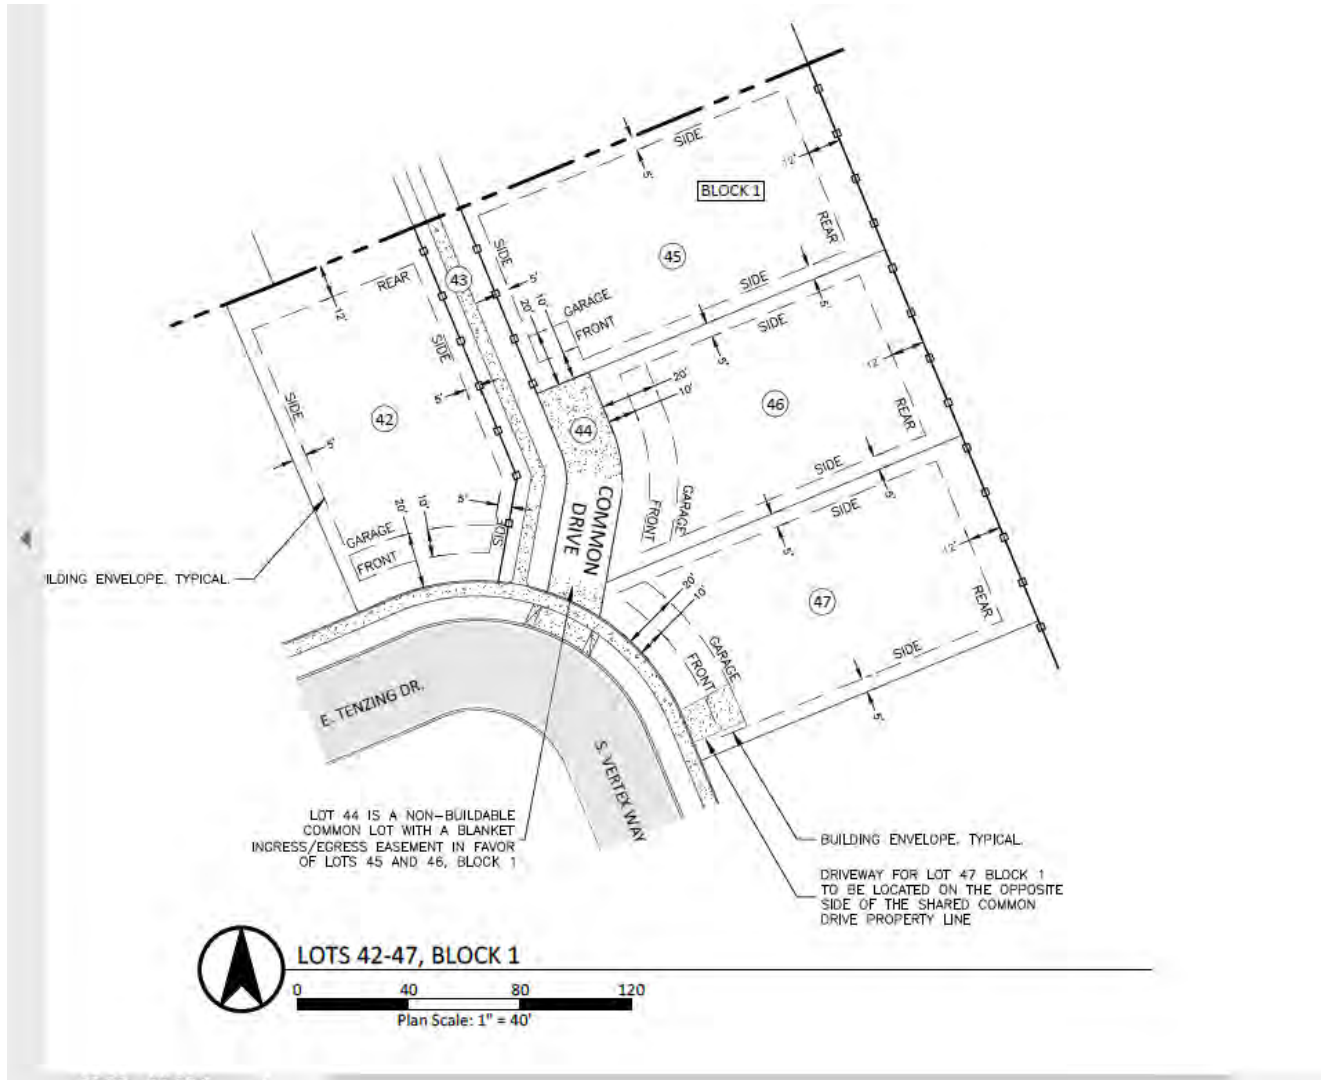 SIDE
5'
12'
BLOCK 1
REAR
SIDE
45
43
REAR
12'
SIDE
5'
20'
10'
GARAGE
FRONT
SIDE
5'
SIDE
5'
SIDE
12'
20'
10'
46
REAR
SIDE
5'
42
44
SIDE
5'
SIDE
5'
SIDE
5'
20'
10'
5'
GARAGE
FRONT
SIDE
COMMON
DRIVE
FRONT
GARAGE
5'
12'
ILDING ENVELOPE, TYPICAL
20'
10'
47
REAR
SIDE
5'
GARAGE
FRONT
E. TENZING DR.
S. VERTEX WAY
LOT 44 IS A NON-BUILDABLE
COMMON LOT WITH A BLANKET
INGRESS/EGRESS EASEMENT IN FAVOR
OF LOTS 45 AND 46, BLOCK 1
BUILDING ENVELOPE, TYPICAL
DRIVEWAY FOR LOT 47 BLOCK 1
TO BE LOCATED ON THE OPPOSITE
SIDE OF THE SHARED COMMON
DRIVE PROPERTY LINE
LOTS 42-47, BLOCK 1
0 40 80 120
Plan Scale: 1" = 40'